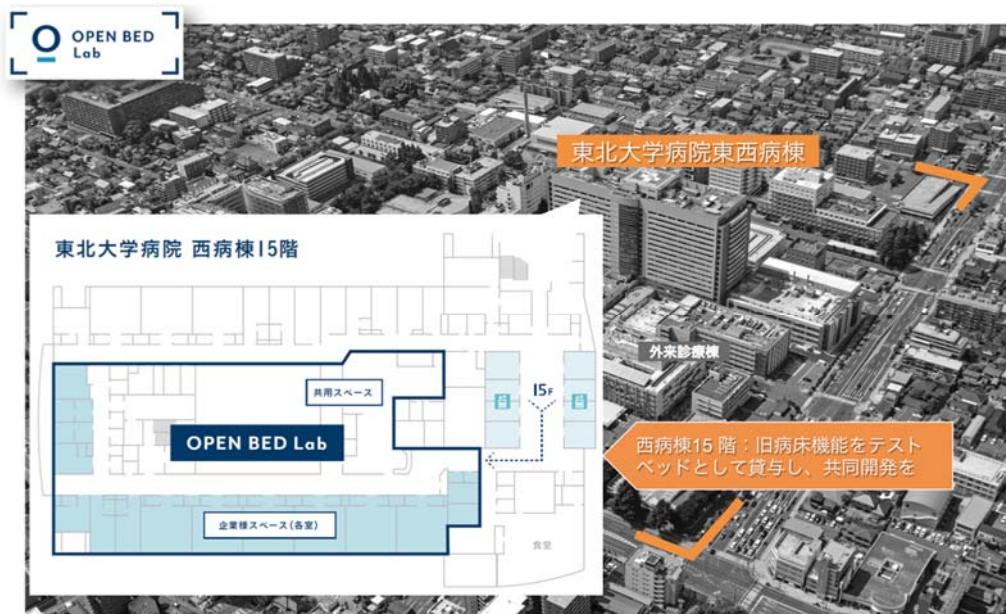 OPEN BED
Lab
東北大学病院東西病棟
東北大学病院 西病棟15階
外来診療棟
共用スペース
15F
OPEN BED Lab
西病棟15 階：旧病床機能をテスト
ベッドとして貸与し、共同開発を
企業様スペース(各室)
食堂